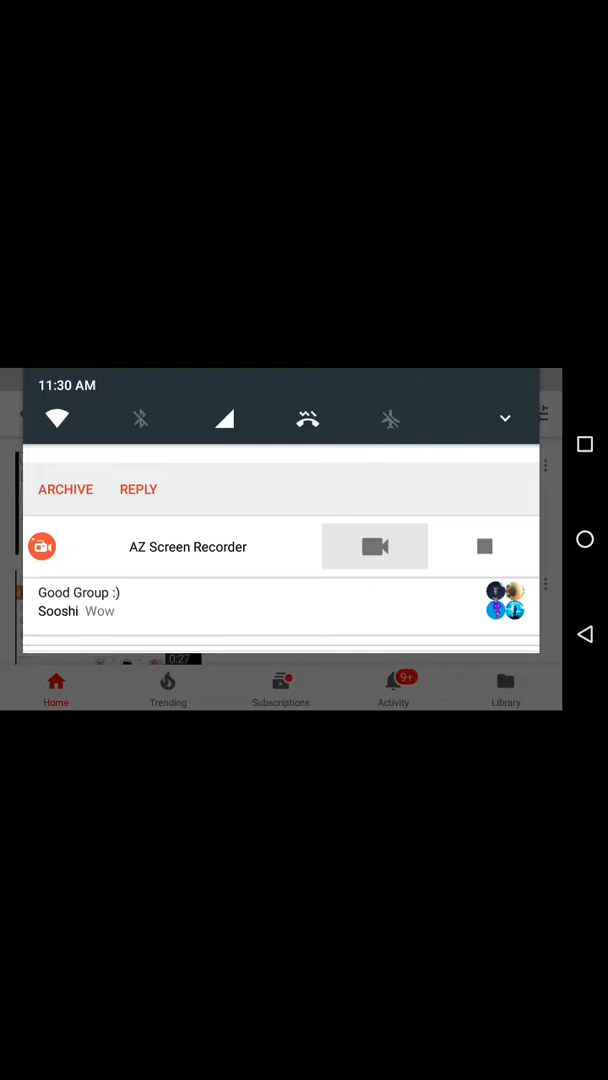 11:30 AM
ARCHIVE REPLY
AZ Screen Recorder
Good Group :)
Sooshi Wow
0:27
9+
Home Trending Subscriptions Activity Library